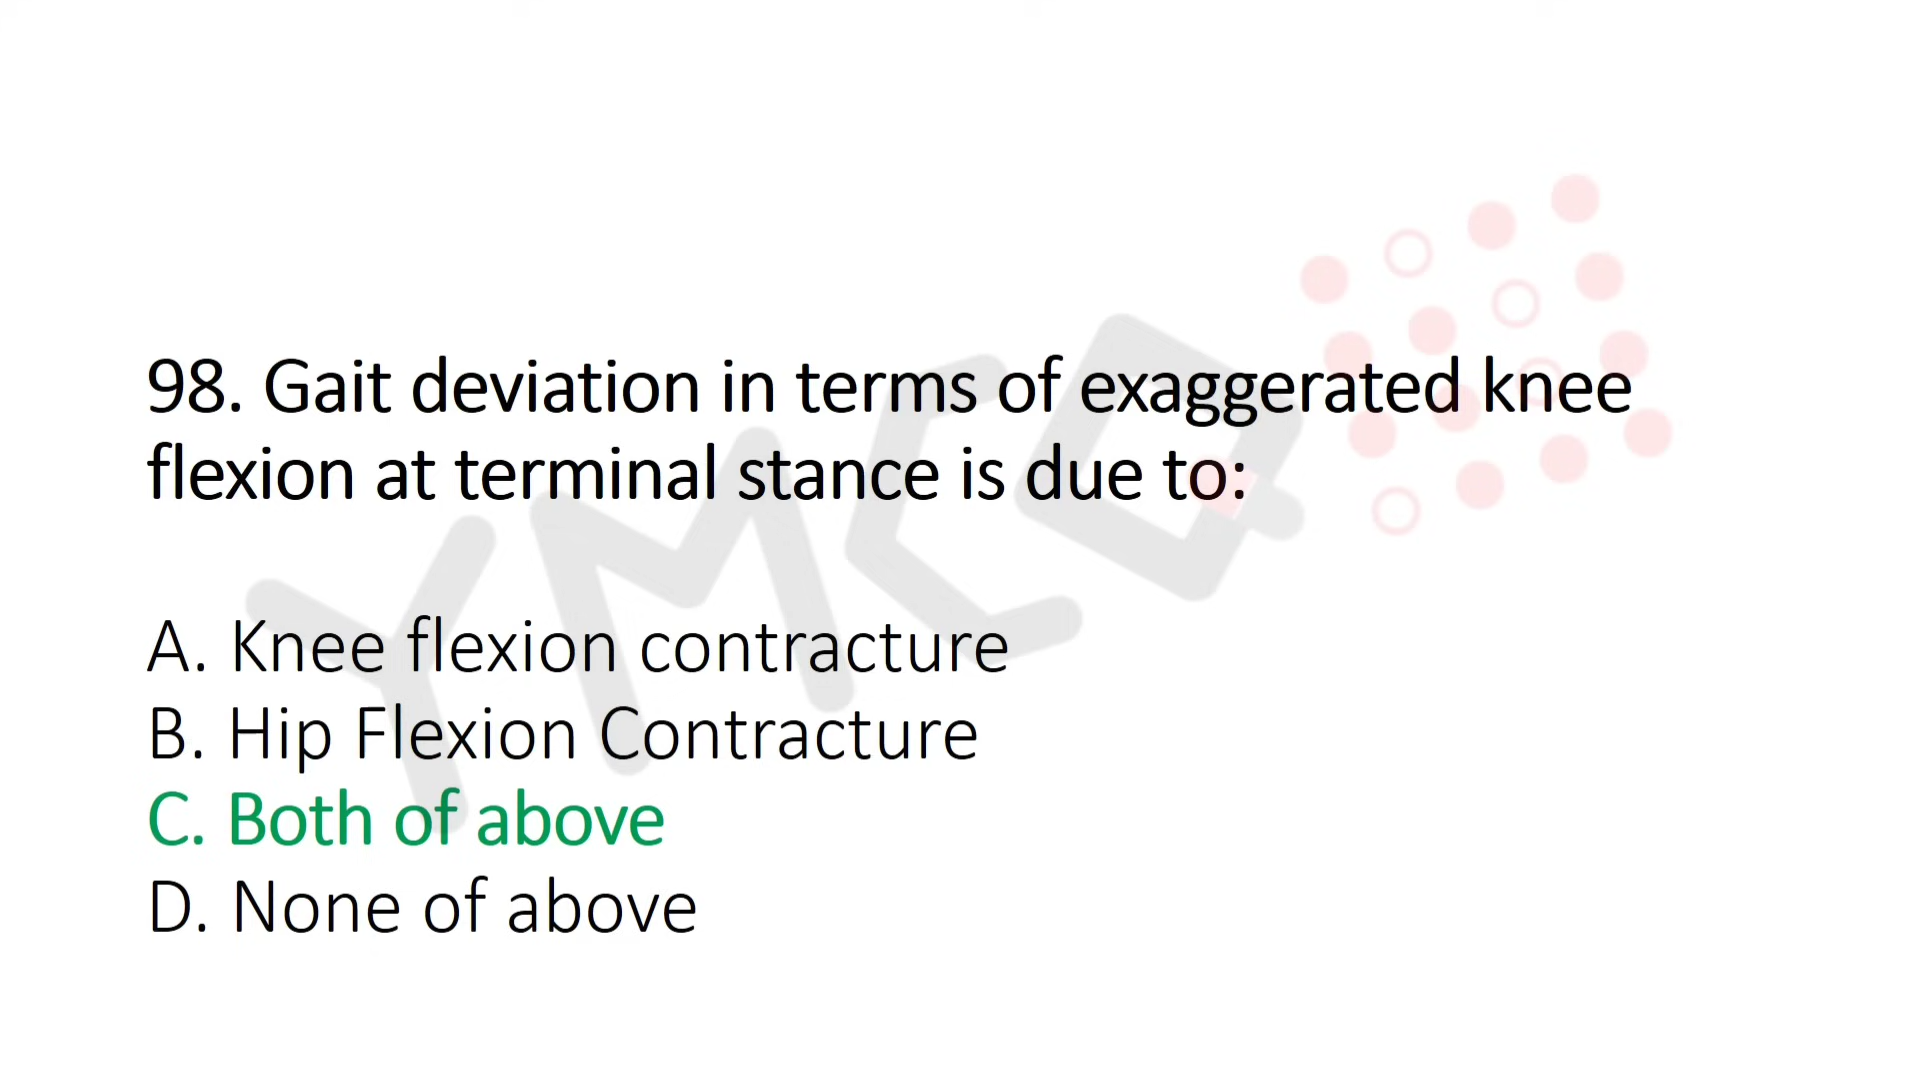 98. Gait deviation in terms of exaggerated knee
flexion at terminal stance is due to:
A. Knee flexion contracture
B. Hip Flexion Contracture
C. Both of above
D. None of above
YMCQ